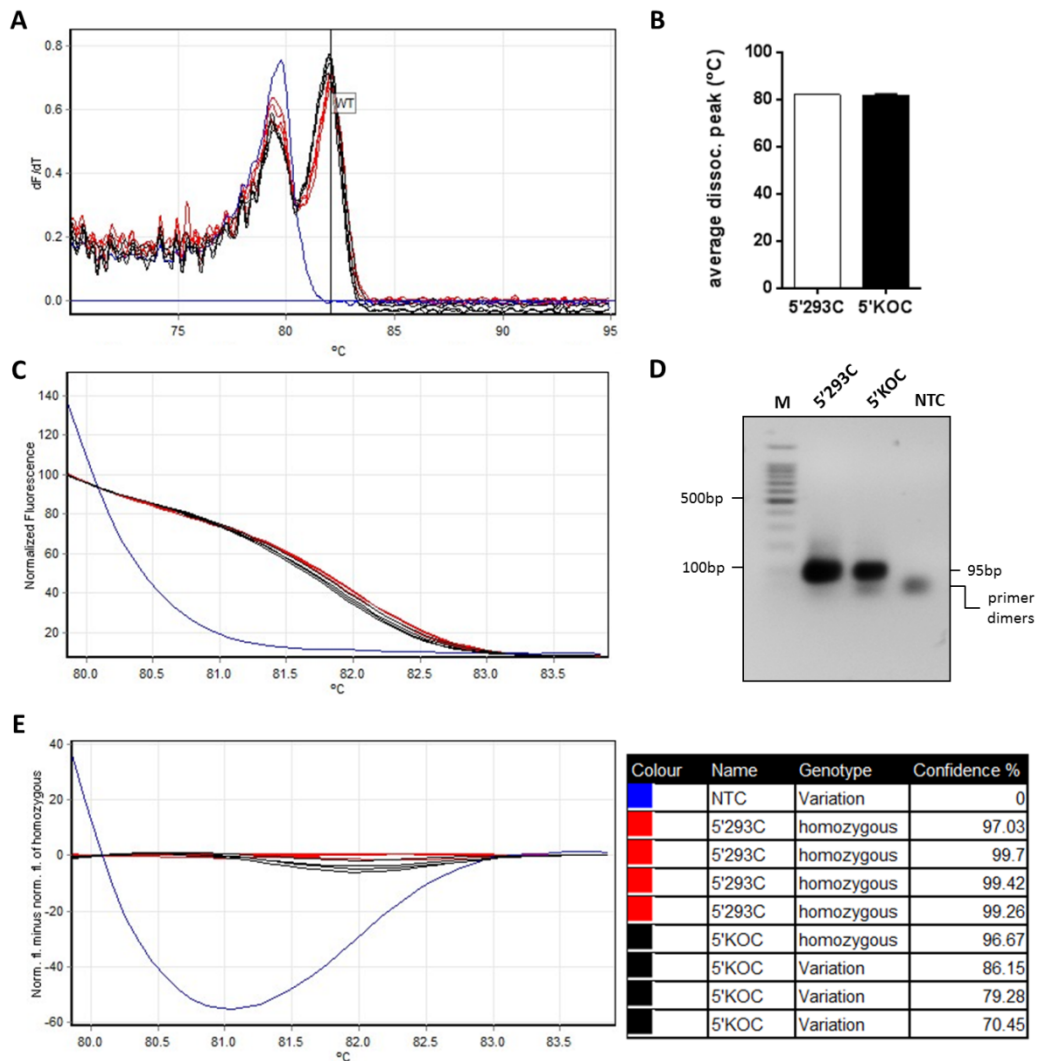 A
0.8
0.6
0.4
0.2
0.0
dF/dT
WT
75
80
85
90
95
ºC
B
average dissoc. peak (ºC)
100
80
60
40
20
0
5'293C
5'KOC
C
Normalized Fluorescence
140
120
100
80
60
40
20
80.0
80.5
81.0
81.5
82.0
82.5
83.0
83.5
ºC
D
M
5'293C
5'KOC
NTC
500bp
100bp
95bp
primer
dimers
E
Norm. fl. minus norm. fl. of homozygous
40
20
0
-20
-40
-60
80.0
80.5
81.0
81.5
82.0
82.5
83.0
83.5
ºC
Colour Name Genotype Confidence %
NTC Variation 0
5'293C homozygous 97.03
5'293C homozygous 99.7
5'293C homozygous 99.42
5'293C homozygous 99.26
5'KOC homozygous 96.67
5'KOC Variation 86.15
5'KOC Variation 79.28
5'KOC Variation 70.45